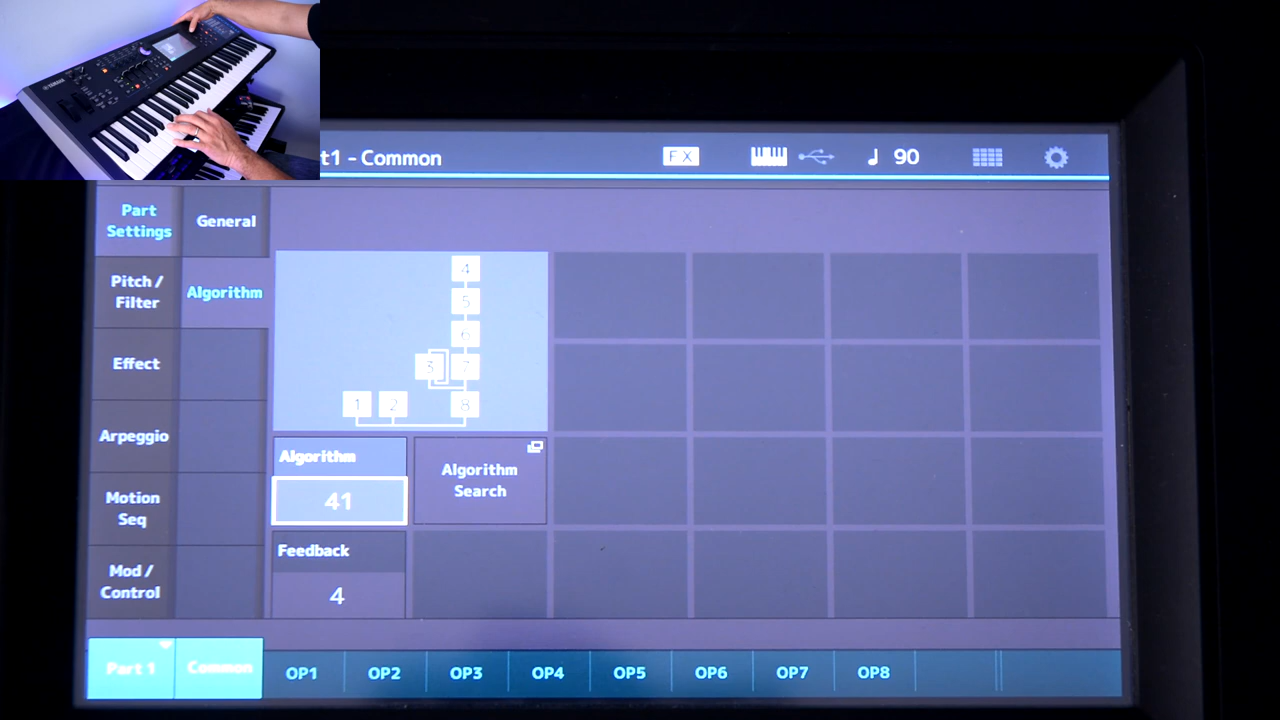 YAMAHA
t1 - Common
FX
90
Part
Settings
General
4
5
6
3 7
1 2 8
Pitch /
Filter
Algorithm
Effect
Arpeggio
Algorithm
41
Algorithm
Search
Motion
Seq
Feedback
4
Mod /
Control
Part 1
Common
OP1
OP2
OP3
OP4
OP5
OP6
OP7
OP8